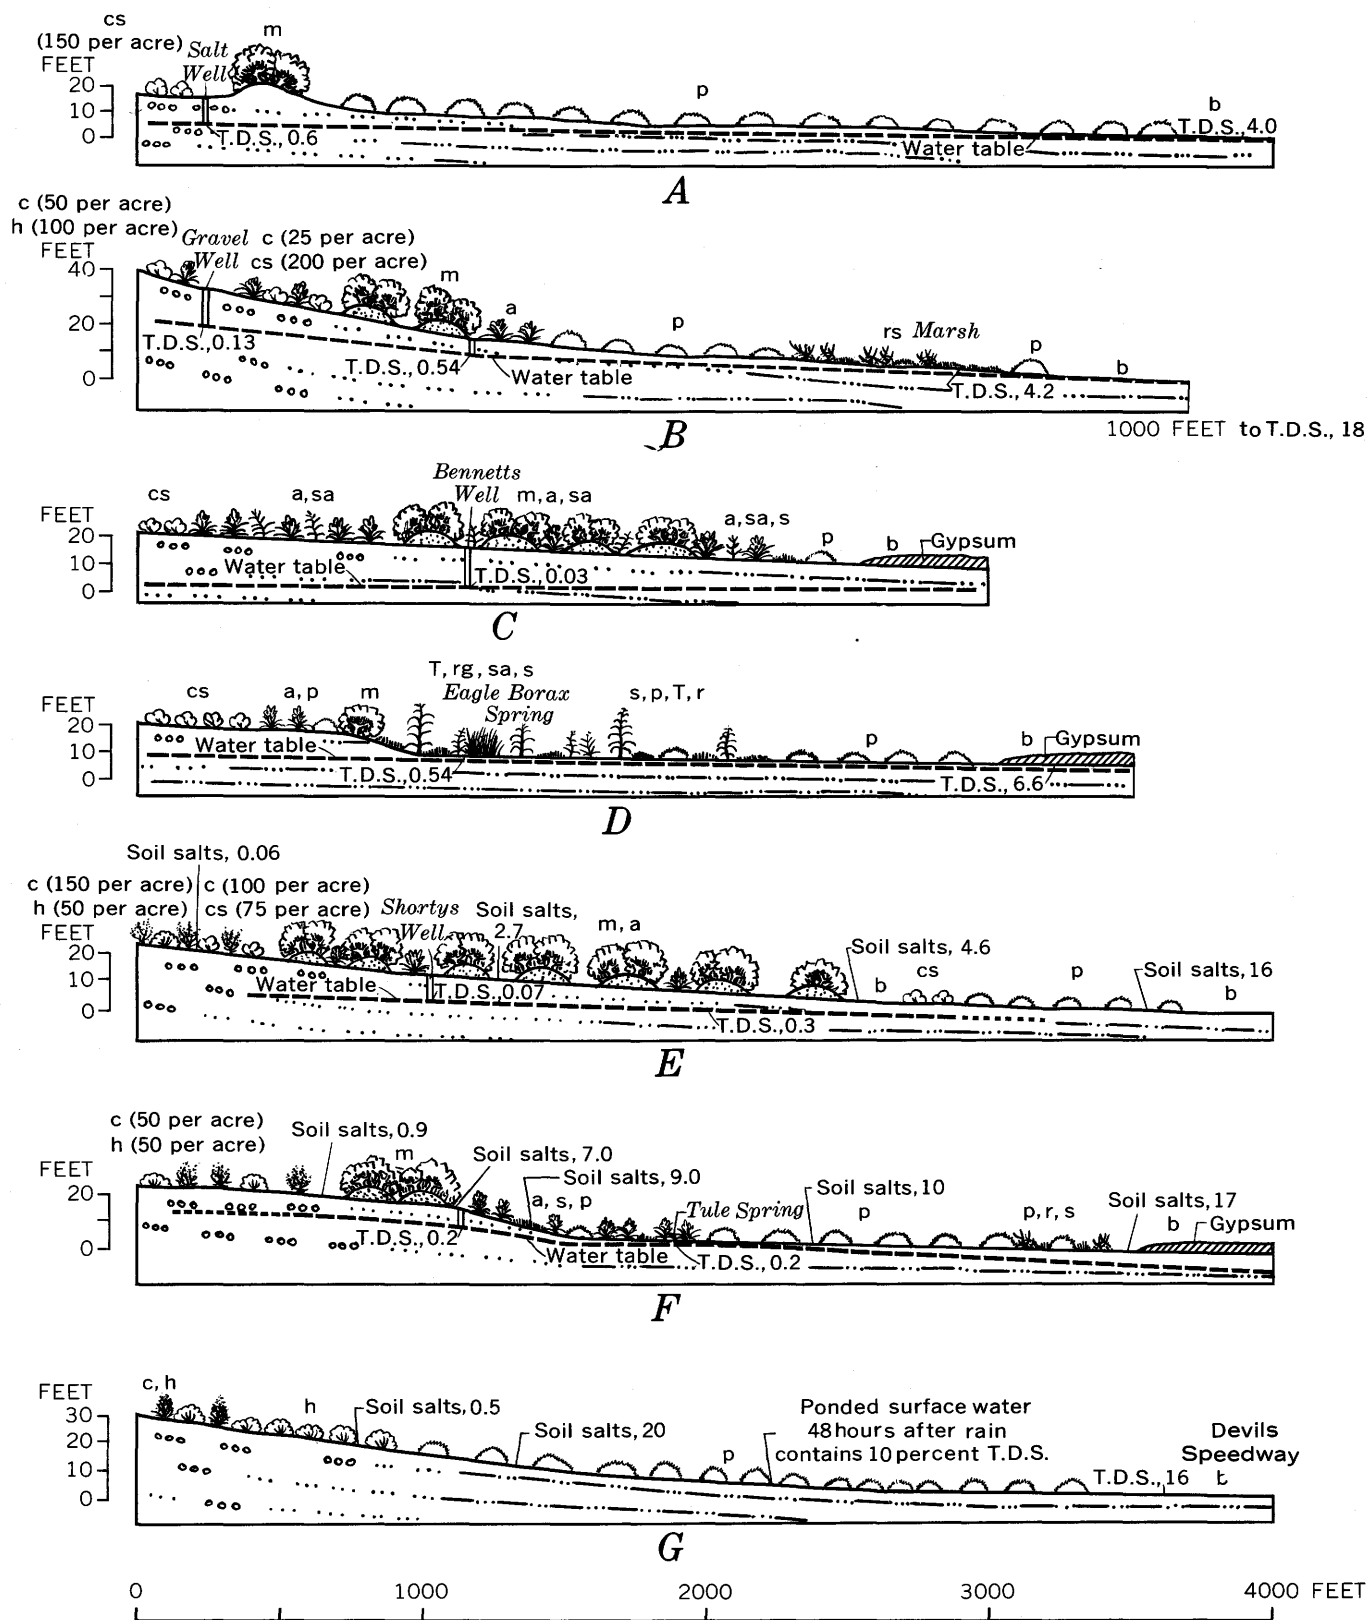 cs
(150 per acre)
FEET
20
10
0
Salt
Well
m
p
b
T.D.S., 0.6
T.D.S., 4.0
Water table
A
c (50 per acre)
h (100 per acre)
FEET
40
20
0
Gravel
Well
c (25 per acre)
cs (200 per acre)
m
a
p
rs Marsh
p
b
T.D.S., 0.13
T.D.S., 0.54
Water table
T.D.S., 4.2
1000 FEET to T.D.S., 18
B
FEET
20
10
0
cs
a, sa
Bennetts
Well
m, a, sa
a, sa, s
p
b
Gypsum
Water table
T.D.S., 0.03
C
FEET
20
10
0
cs
a, p
m
T, rg, sa, s
Eagle Borax
Spring
s, p, T, r
p
b
Gypsum
Water table
T.D.S., 0.54
T.D.S., 6.6
D
Soil salts, 0.06
c (150 per acre)
h (50 per acre)
c (100 per acre)
cs (75 per acre)
FEET
20
10
0
Shortys
Well
Soil salts,
2.7
m, a
Soil salts, 4.6
b
cs
p
Soil salts, 16
b
Water table
T.D.S., 0.07
T.D.S., 0.3
E
c (50 per acre)
h (50 per acre)
FEET
20
0
Soil salts, 0.9
m
Soil salts, 7.0
Soil salts, 9.0
a, s, p
Tule Spring
Soil salts, 10
p
p, r, s
Soil salts, 17
b
Gypsum
T.D.S., 0.2
Water table
T.D.S., 0.2
F
FEET
30
20
10
0
c, h
h
Soil salts, 0.5
Soil salts, 20
p
Ponded surface water
48 hours after rain
contains 10 percent T.D.S.
Devils
Speedway
T.D.S., 16
G
0
1000
2000
3000
4000 FEET